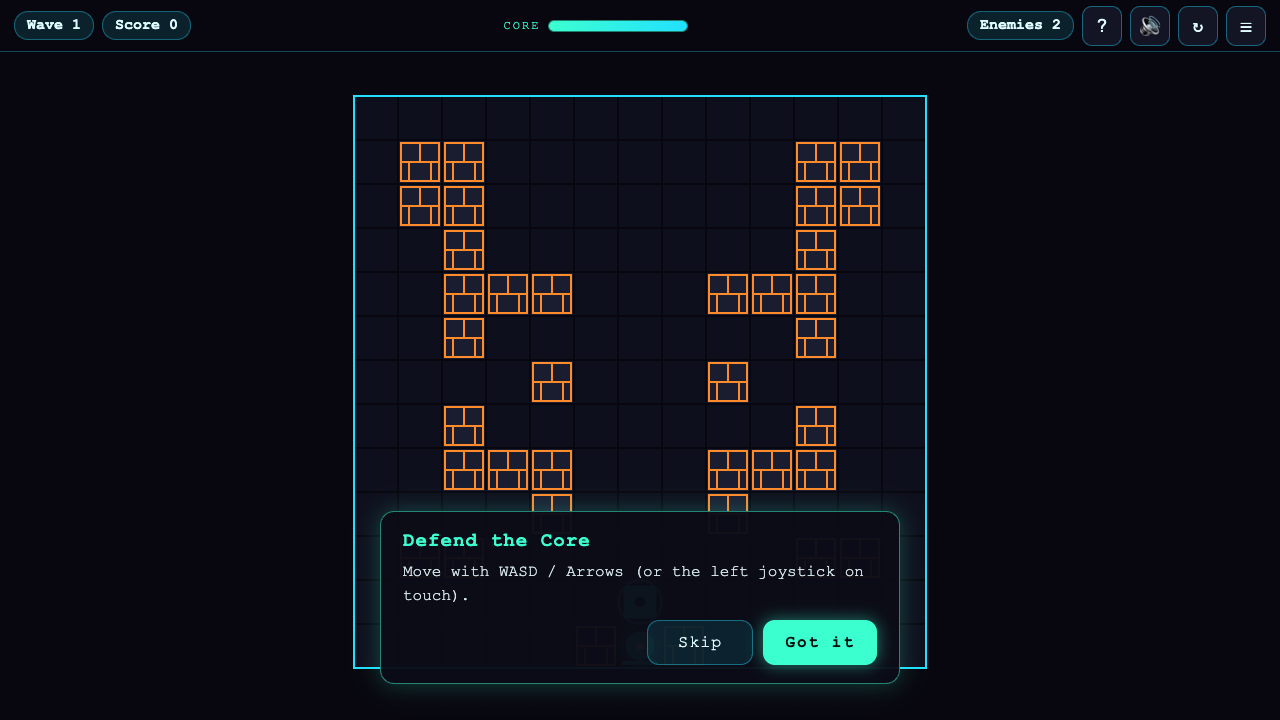 Wave 1
Score 0
CORE
Enemies 2
?
↻
≡
Defend the Core
Move with WASD / Arrows (or the left joystick on
touch).
Skip
Got it